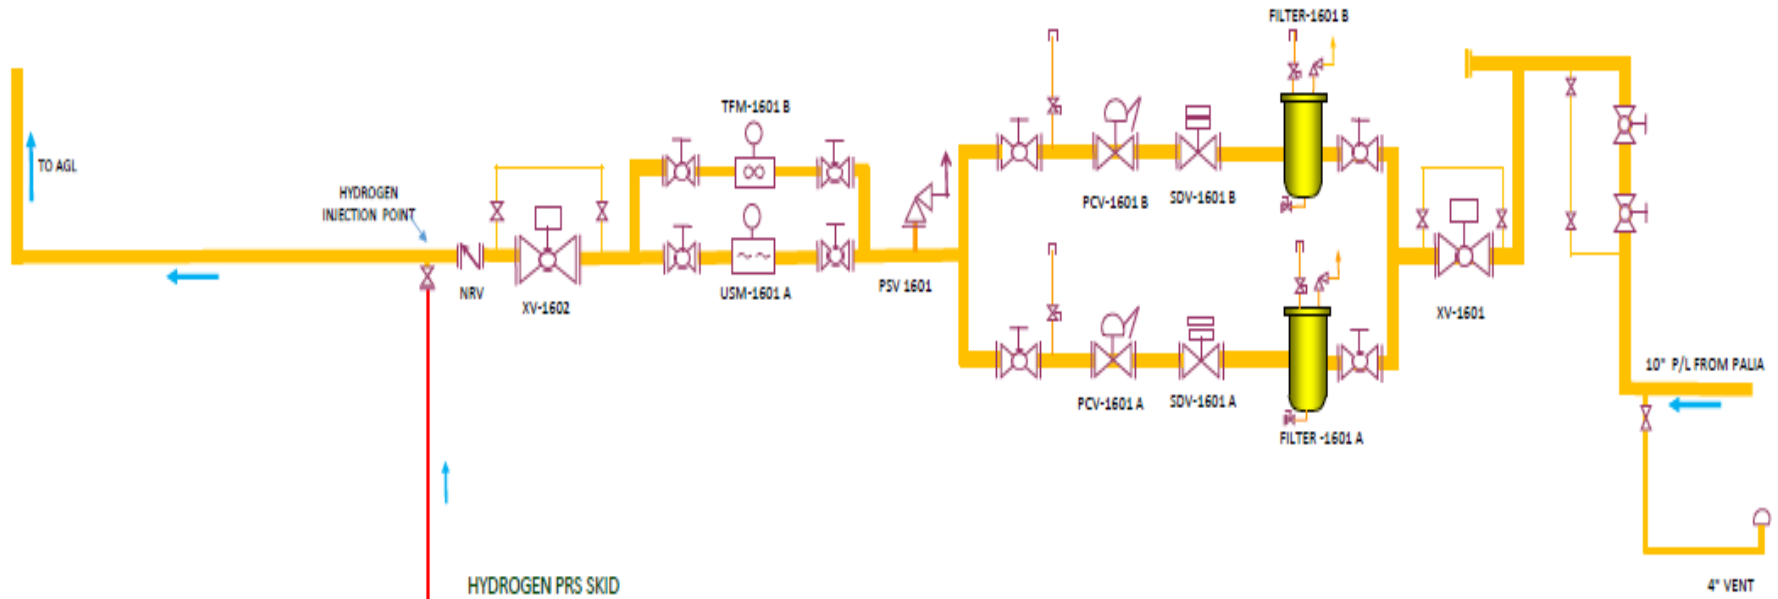 FILTER-1601 B
TFM-1601 B
TO AGL
HYDROGEN
INJECTION POINT
PCV-1601 B
SDV-1601 B
NRV
XV-1602
USM-1601 A
PSV 1601
XV-1601
10" P/L FROM PALIA
PCV-1601 A
SDV-1601 A
FILTER -1601 A
HYDROGEN PRS SKID
4" VENT